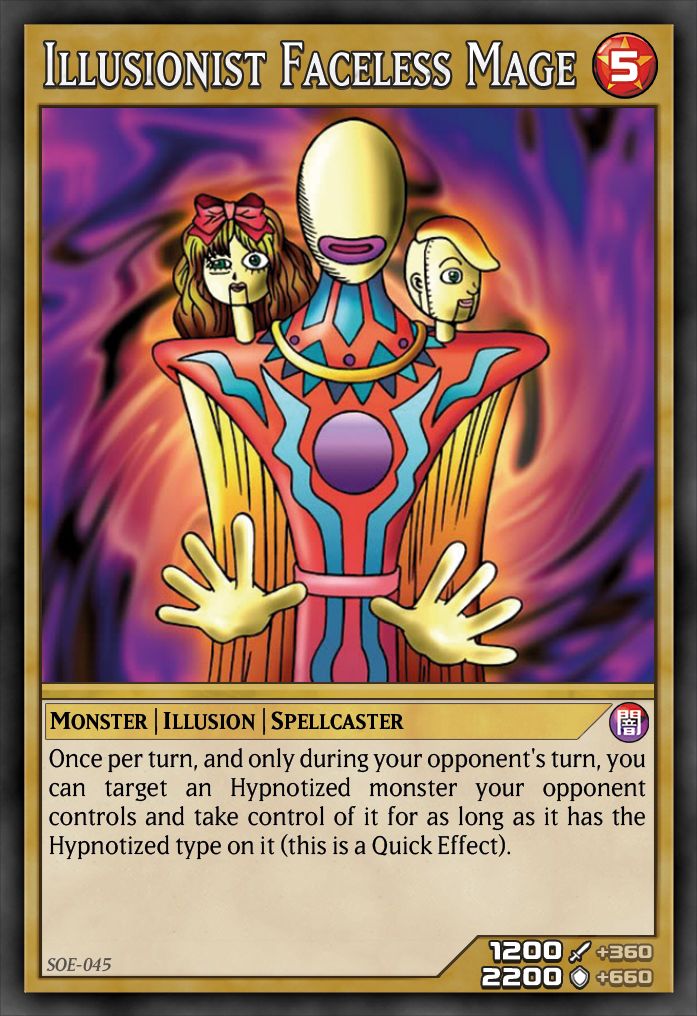 Illusionist Faceless Mage 5
Monster | Illusion | Spellcaster 闇
Once per turn, and only during your opponent's turn, you
can target an Hypnotized monster your opponent
controls and take control of it for as long as it has the
Hypnotized type on it (this is a Quick Effect).
1200 +360
SOE-045
2200 +660